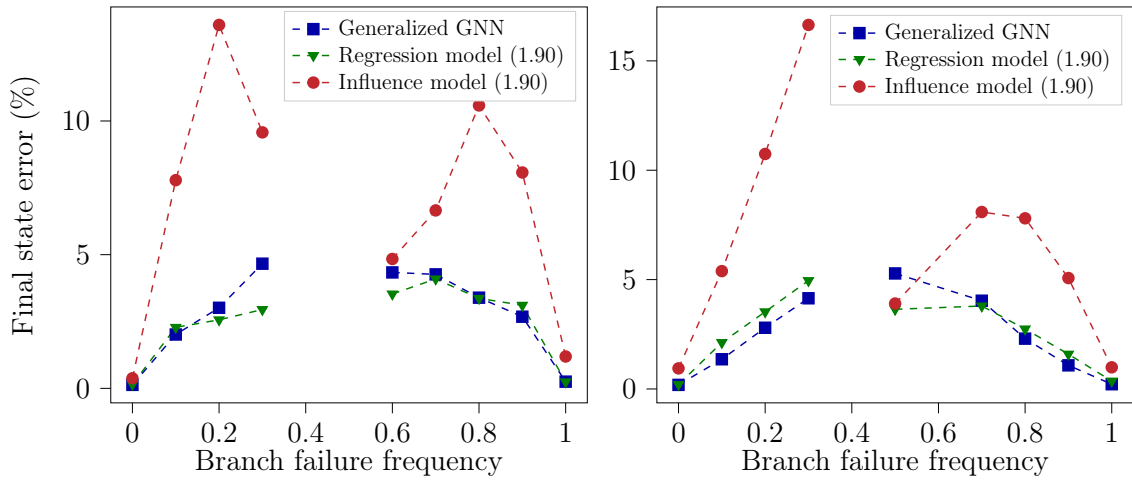 Final state error (%)
10
5
0
Generalized GNN
Regression model (1.90)
Influence model (1.90)
0
0.2
0.4
0.6
0.8
1
Branch failure frequency
15
10
5
0
Generalized GNN
Regression model (1.90)
Influence model (1.90)
0
0.2
0.4
0.6
0.8
1
Branch failure frequency